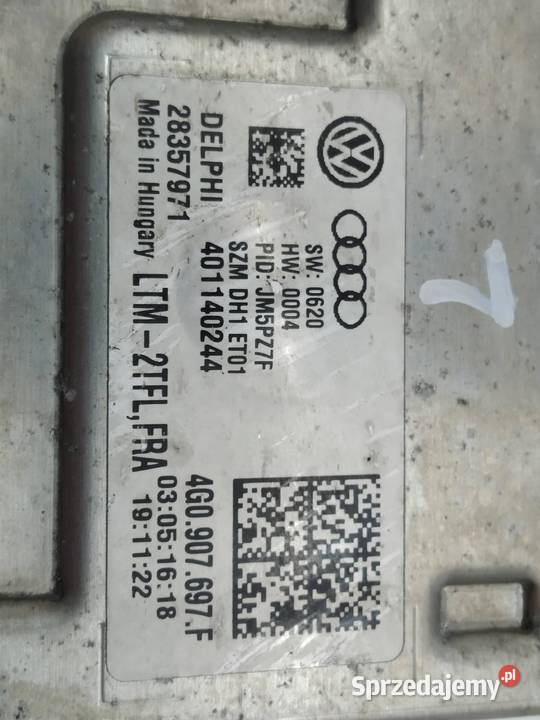 SW: 0620
HW: 0004
PID: JM5PZ7F
SZM DH1 ET01
DELPHI 401140244
28357971
Made in Hungary LTM-2TFL,FRA
4G0.907.697.F
03:05:16:18
19:11:22
Sprzedajemy.pl